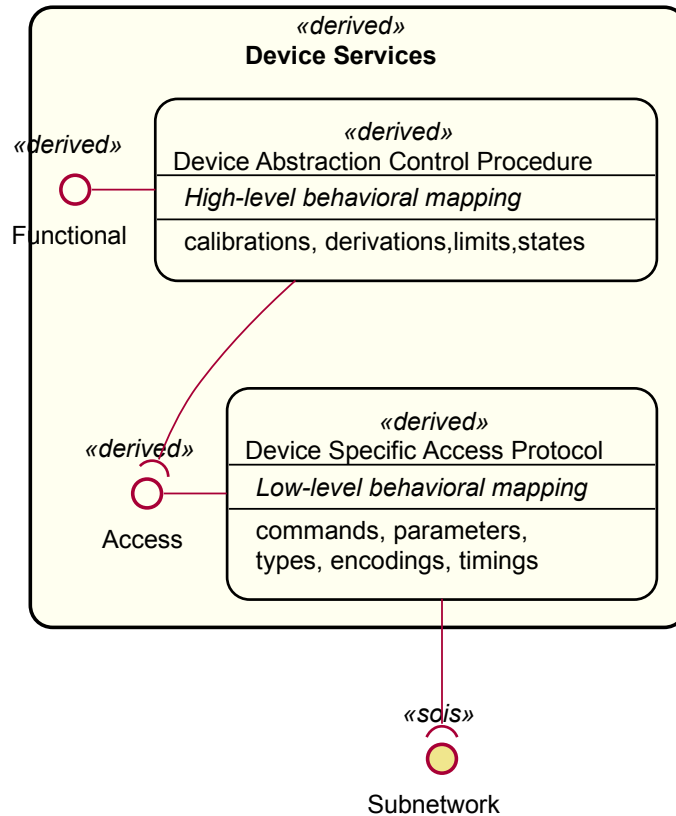 «derived»
Device Services
«derived»
Device Abstraction Control Procedure
High-level behavioral mapping
calibrations, derivations,limits,states
«derived»
Functional
«derived»
Device Specific Access Protocol
Low-level behavioral mapping
commands, parameters,
types, encodings, timings
«derived»
Access
«sois»
Subnetwork